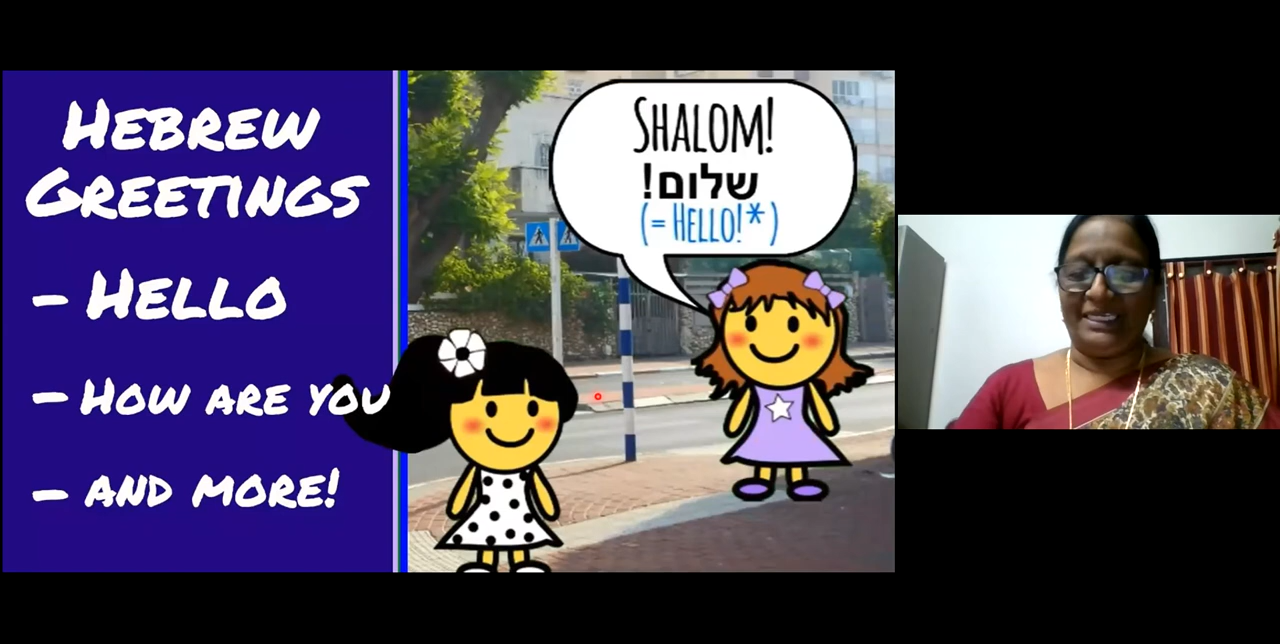 HEBREW
GREETINGS
– HELLO
– HOW ARE YOU
– AND MORE!
SHALOM!
שלום!
(= HELLO!*)